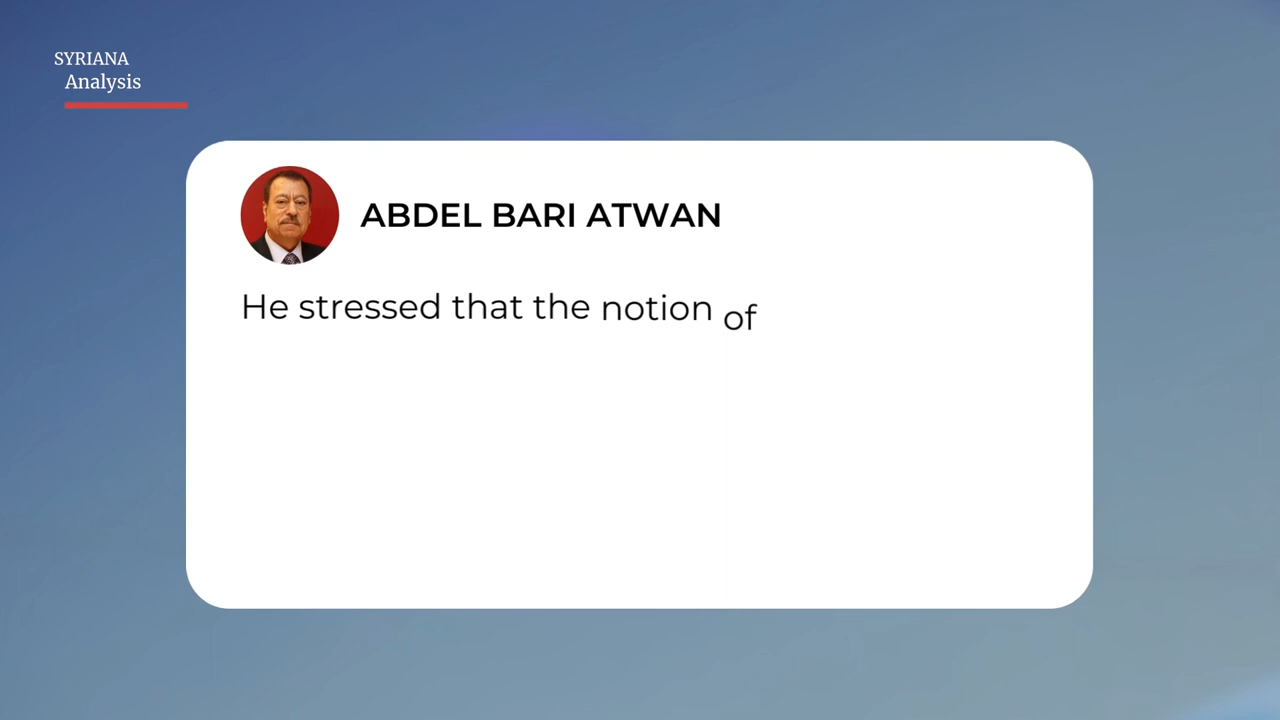 SYRIANA
Analysis
ABDEL BARI ATWAN
He stressed that the notion of